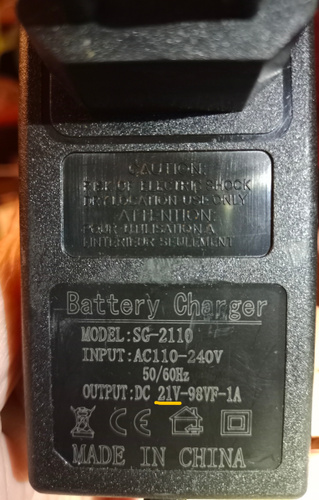 CAUTION:
RISK OF ELECTRIC SHOCK
DRY LOCATION USE ONLY
ATTENTION:
POUR UTILISATION A
L'INTERIEUR SEULEMENT
Battery Charger
MODEL:SG-2110
INPUT:AC110-240V
50/60Hz
OUTPUT:DC 21V-98VF-1A
CE
MADE IN CHINA